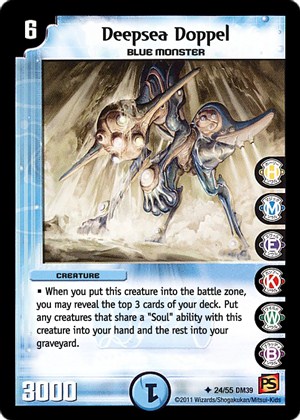 6
Deepsea Doppel
BLUE MONSTER
H
M
E
K
W
B
CREATURE
• When you put this creature into the battle zone,
you may reveal the top 3 cards of your deck. Put
any creatures that share a "Soul" ability with this
creature into your hand and the rest into your
graveyard.
3000
1
24/55 DM39
©2011 Wizards/Shogakukan/Mitsui-Kids
PS